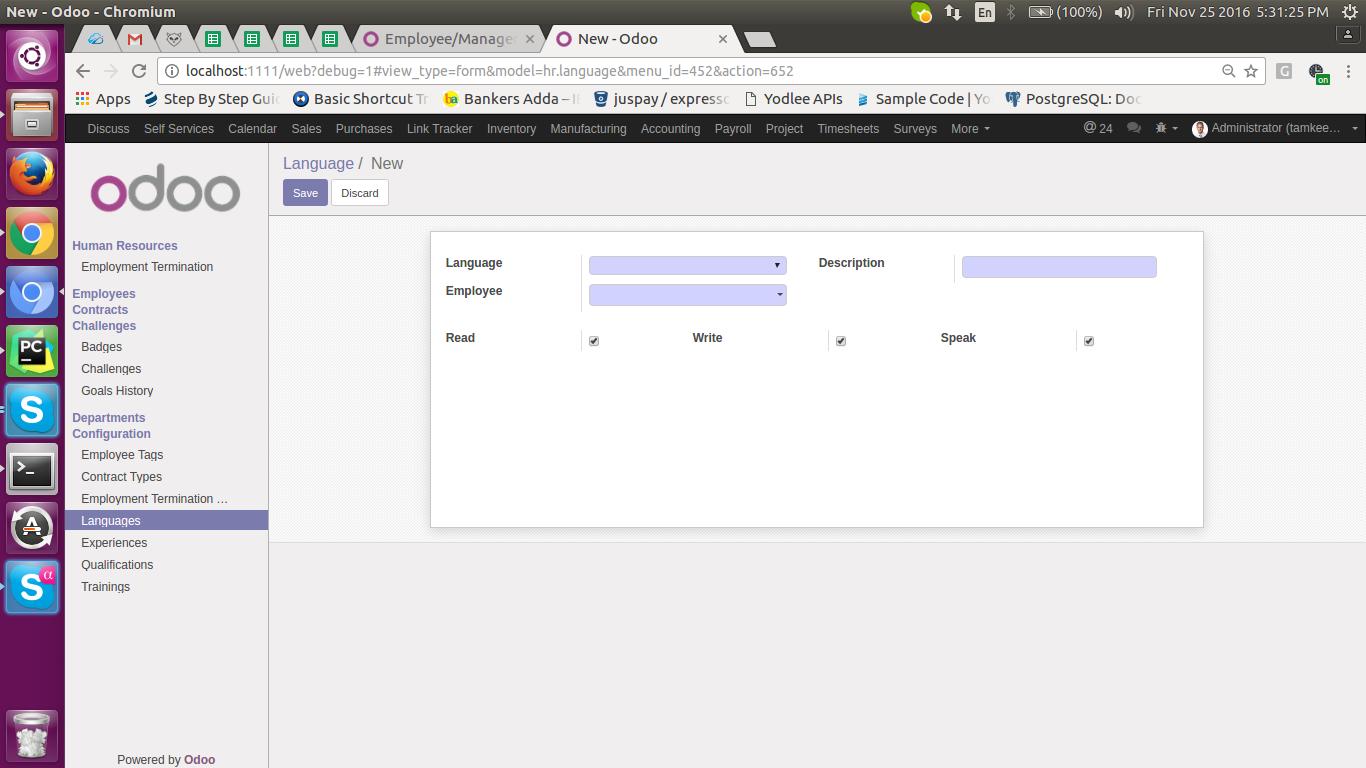 New - Odoo - Chromium
En (100%) Fri Nov 25 2016 5:31:25 PM
Employee/Manage New - Odoo
localhost:1111/web?debug=1#view_type=form&model=hr.language&menu_id=452&action=652
on
Apps Step By Step Gui Basic Shortcut Tr Bankers Adda – juspay / express Yodlee APIs Sample Code | Yo PostgreSQL: Doc
Discuss Self Services Calendar Sales Purchases Link Tracker Inventory Manufacturing Accounting Payroll Project Timesheets Surveys More @ 24 Administrator (tamkee...
odoo
Language / New
Save Discard
Human Resources
Employment Termination
Employees
Contracts
Challenges
Badges
Challenges
Goals History
Departments
Configuration
Employee Tags
Contract Types
Employment Termination ...
Languages
Experiences
Qualifications
Trainings
Powered by Odoo
Language Description
Employee
Read Write Speak
PC
S
>_
A
S α